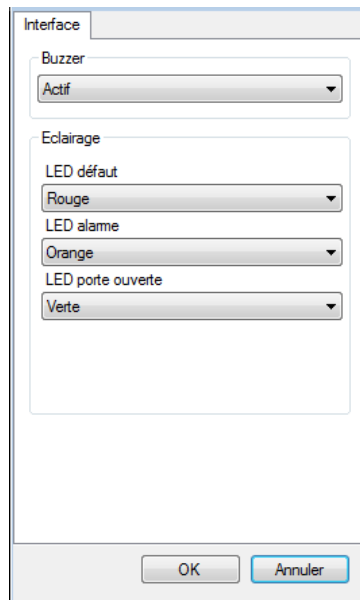 Interface
Buzzer
Actif
Eclairage
LED défaut
Rouge
LED alarme
Orange
LED porte ouverte
Verte
OK Annuler